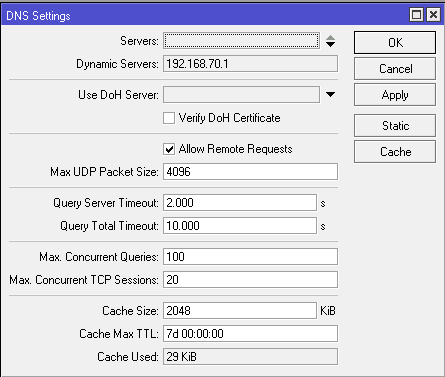 DNS Settings
Servers:
OK
Dynamic Servers: 192.168.70.1
Cancel
Use DoH Server:
Apply
Verify DoH Certificate
Static
Allow Remote Requests
Cache
Max UDP Packet Size: 4096
Query Server Timeout: 2.000 s
Query Total Timeout: 10.000 s
Max. Concurrent Queries: 100
Max. Concurrent TCP Sessions: 20
Cache Size: 2048 KiB
Cache Max TTL: 7d 00:00:00
Cache Used: 29 KiB